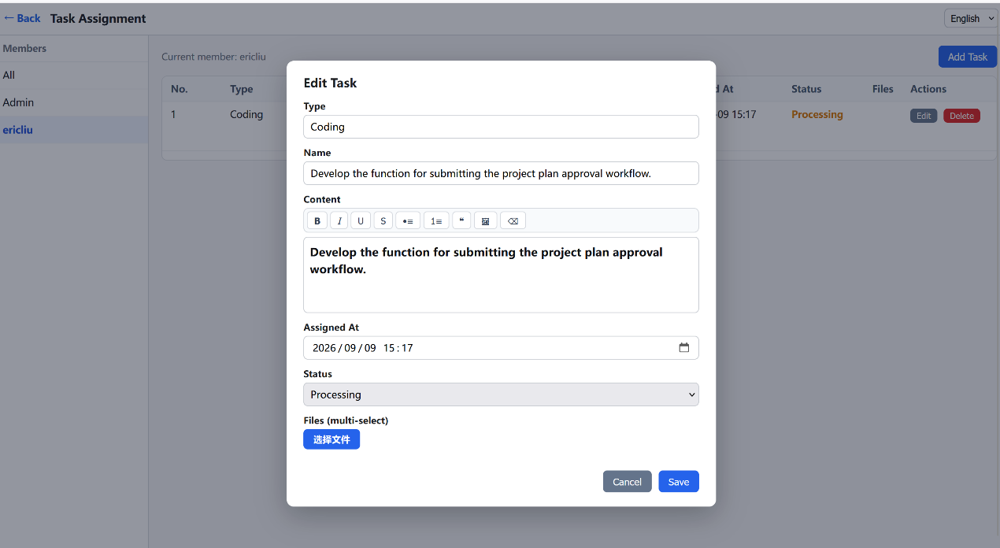 ← Back Task Assignment English
Members
All
Admin
ericliu
Current member: ericliu Add Task
No. Type d At Status Files Actions
1 Coding -09 15:17 Processing Edit Delete
Edit Task
Type
Coding
Name
Develop the function for submitting the project plan approval workflow.
Content
B I U S •≡ 1≡ ❝ ⌫
Develop the function for submitting the project plan approval
workflow.
Assigned At
2026/09/09 15:17
Status
Processing
Files (multi-select)
选择文件
Cancel Save